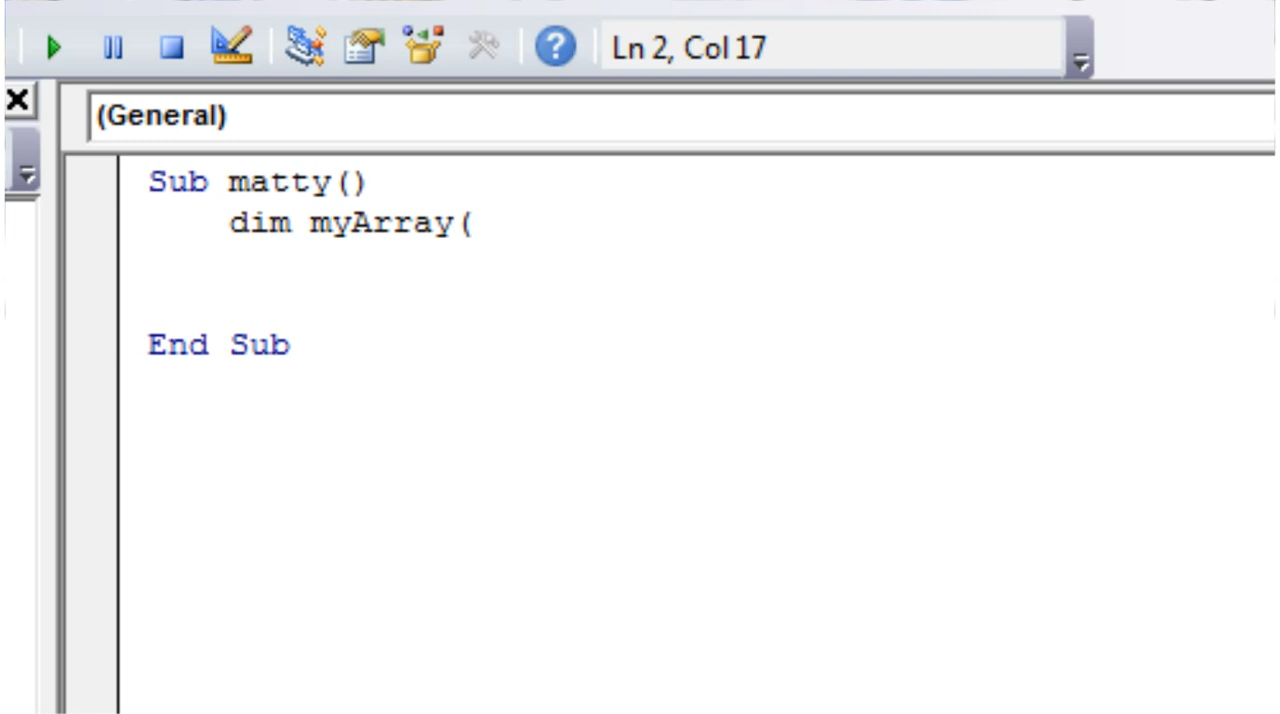 Ln 2, Col 17
(General)
Sub matty()
    dim myArray(
End Sub